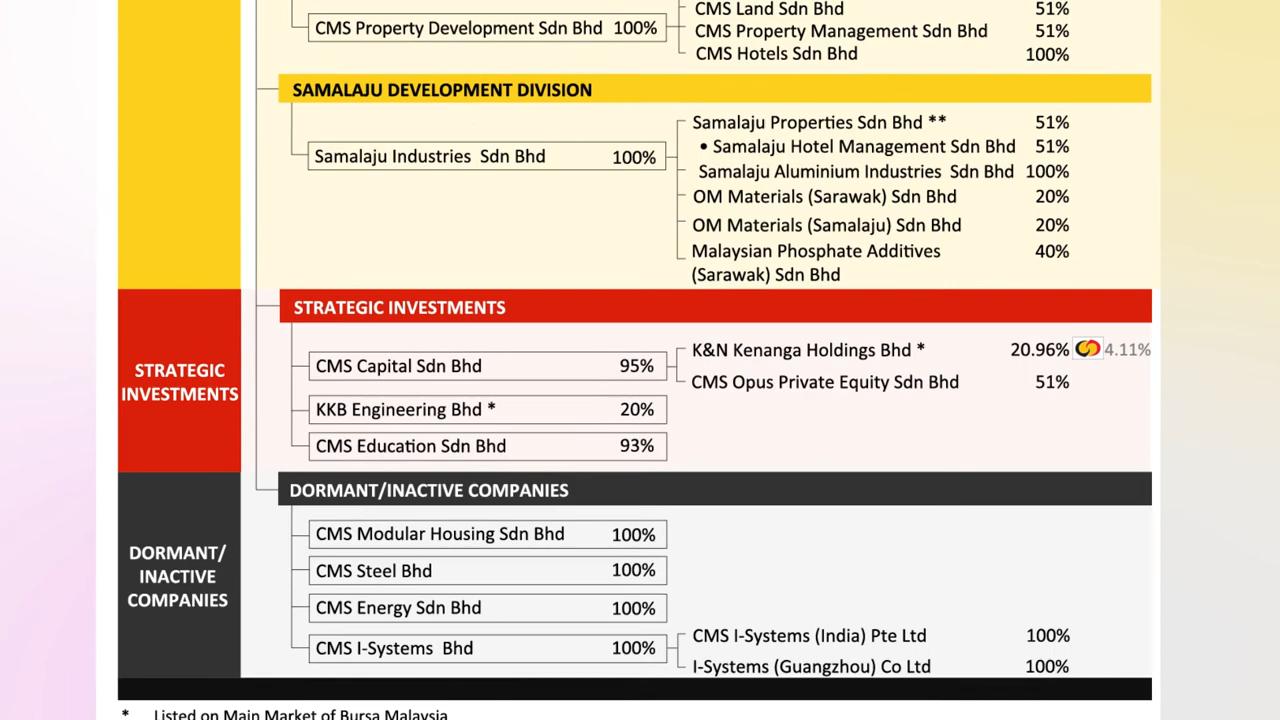 CMS Land Sdn Bhd 51%
CMS Property Development Sdn Bhd 100%
CMS Property Management Sdn Bhd 51%
CMS Hotels Sdn Bhd 100%
SAMALAJU DEVELOPMENT DIVISION
Samalaju Industries Sdn Bhd 100%
Samalaju Properties Sdn Bhd ** 51%
• Samalaju Hotel Management Sdn Bhd 51%
Samalaju Aluminium Industries Sdn Bhd 100%
OM Materials (Sarawak) Sdn Bhd 20%
OM Materials (Samalaju) Sdn Bhd 20%
Malaysian Phosphate Additives 40%
(Sarawak) Sdn Bhd
STRATEGIC
INVESTMENTS
STRATEGIC INVESTMENTS
CMS Capital Sdn Bhd 95%
K&N Kenanga Holdings Bhd * 20.96% 4.11%
CMS Opus Private Equity Sdn Bhd 51%
KKB Engineering Bhd * 20%
CMS Education Sdn Bhd 93%
DORMANT/
INACTIVE
COMPANIES
DORMANT/INACTIVE COMPANIES
CMS Modular Housing Sdn Bhd 100%
CMS Steel Bhd 100%
CMS Energy Sdn Bhd 100%
CMS I-Systems Bhd 100%
CMS I-Systems (India) Pte Ltd 100%
I-Systems (Guangzhou) Co Ltd 100%
* Listed on Main Market of Bursa Malaysia